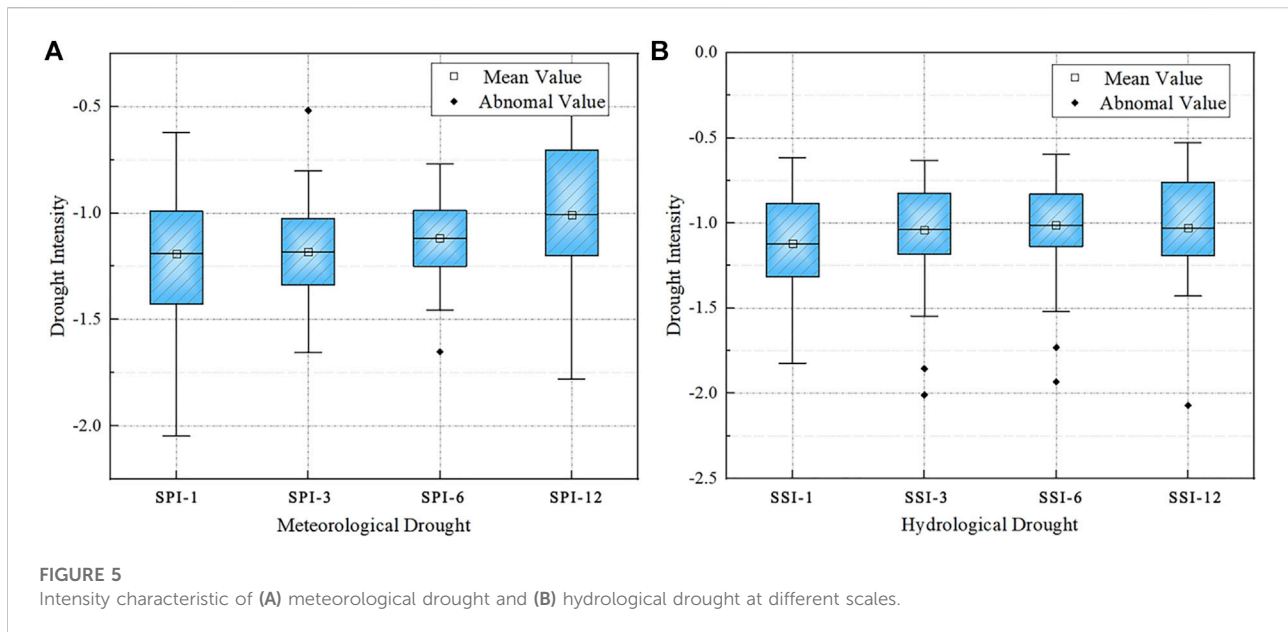 A
Mean Value
Abnomal Value
-0.5
-1.0
-1.5
-2.0
Drought Intensity
SPI-1 SPI-3 SPI-6 SPI-12
Meteorological Drought
B
Mean Value
Abnomal Value
0.0
-0.5
-1.0
-1.5
-2.0
-2.5
Drought Intensity
SSI-1 SSI-3 SSI-6 SSI-12
Hydrological Drought
FIGURE 5
Intensity characteristic of (A) meteorological drought and (B) hydrological drought at different scales.